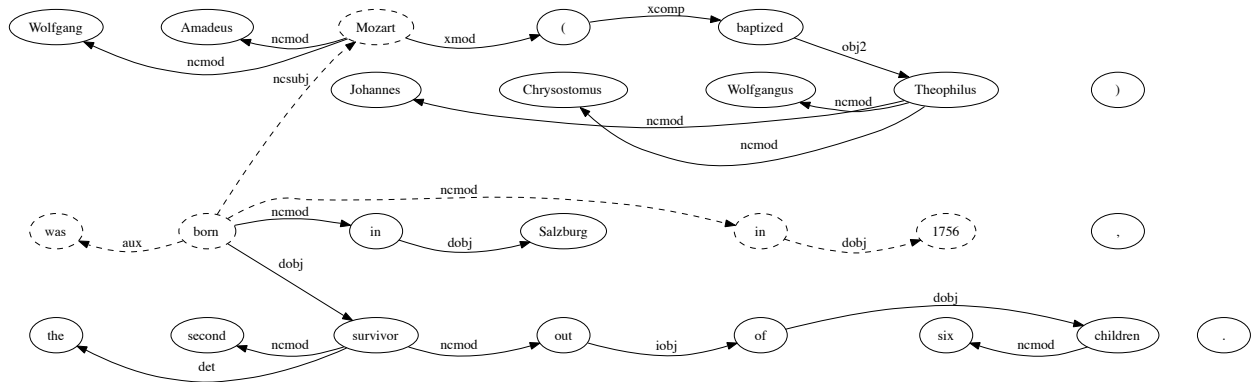 Wolfgang Amadeus Mozart ( baptized
ncmod xmod xcomp
ncmod obj2
ncsubj
Johannes Chrysostomus Wolfgangus Theophilus )
ncmod
ncmod
ncmod
was born in Salzburg in 1756 ,
ncmod
ncmod
aux dobj dobj
dobj
the second survivor out of six children .
dobj
ncmod ncmod iobj ncmod
det